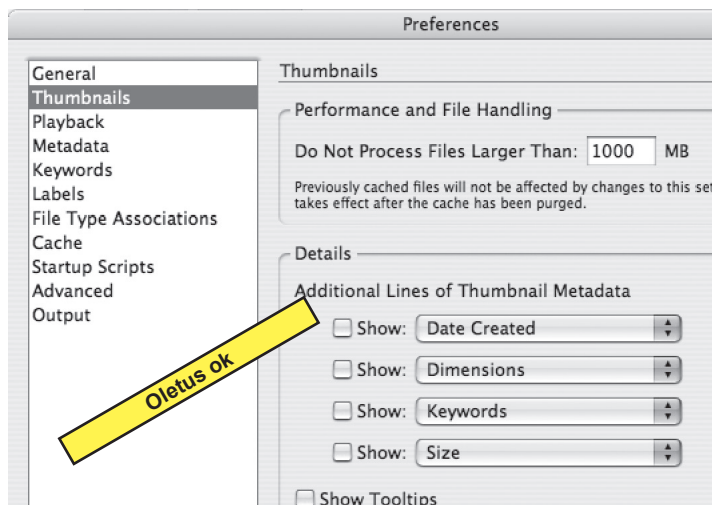 Preferences
General
Thumbnails
Playback
Metadata
Keywords
Labels
File Type Associations
Cache
Startup Scripts
Advanced
Output
Thumbnails
Performance and File Handling
Do Not Process Files Larger Than: 1000 MB
Previously cached files will not be affected by changes to this set
takes effect after the cache has been purged.
Details
Additional Lines of Thumbnail Metadata
Show: Date Created
Show: Dimensions
Show: Keywords
Show: Size
Show Tooltips
Oletus ok